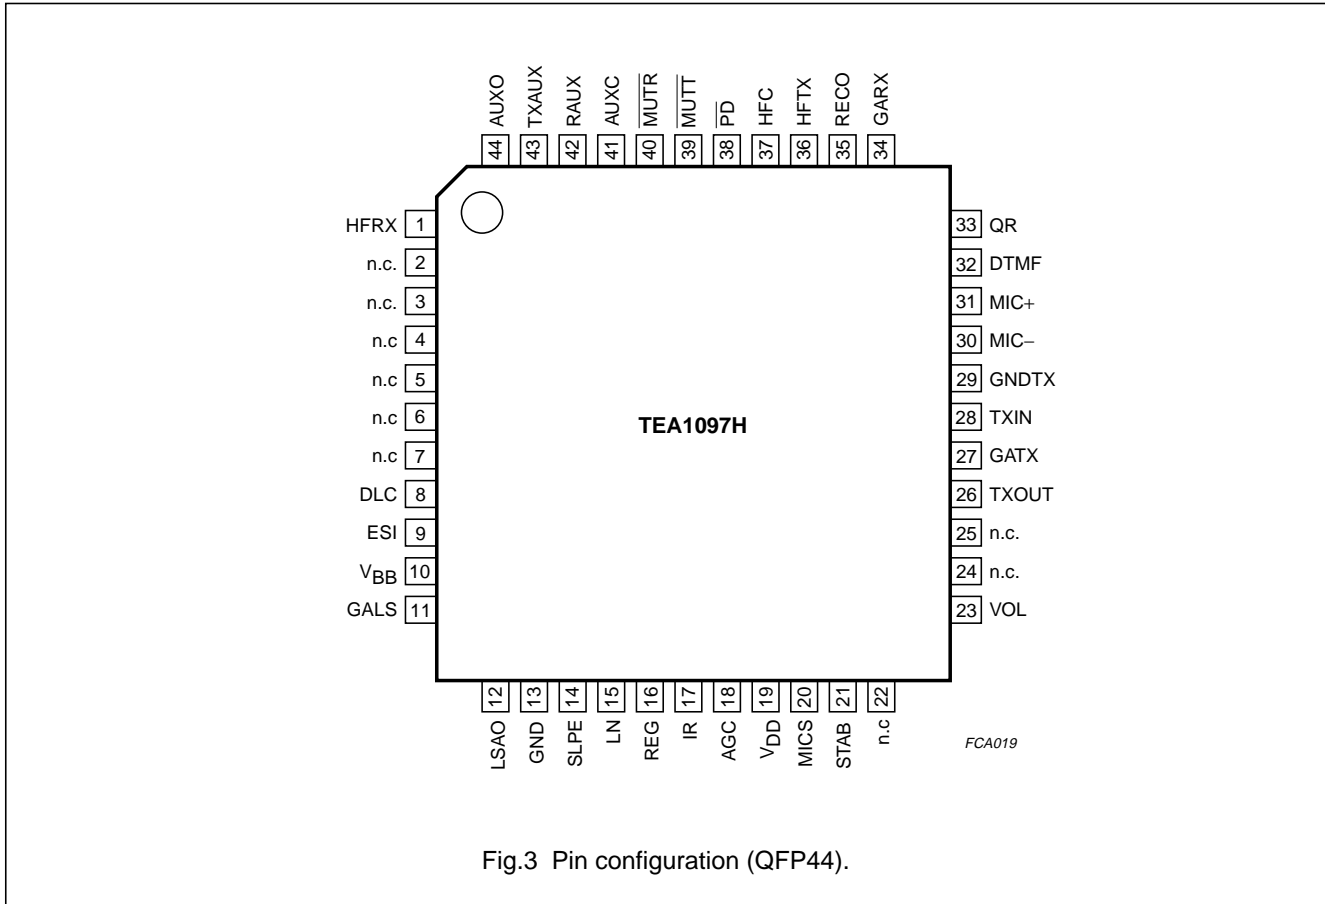 44 AUXO
43 TXAUX
42 RAUX
41 AUXC
40 M̅U̅T̅R̅
39 M̅U̅T̅T̅
38 P̅D̅
37 HFC
36 HFTX
35 RECO
34 GARX
HFRX 1
n.c. 2
n.c. 3
n.c 4
n.c 5
n.c 6
n.c 7
DLC 8
ESI 9
VBB 10
GALS 11
TEA1097H
33 QR
32 DTMF
31 MIC+
30 MIC−
29 GNDTX
28 TXIN
27 GATX
26 TXOUT
25 n.c.
24 n.c.
23 VOL
LSAO 12
GND 13
SLPE 14
LN 15
REG 16
IR 17
AGC 18
VDD 19
MICS 20
STAB 21
n.c 22
FCA019
Fig.3 Pin configuration (QFP44).